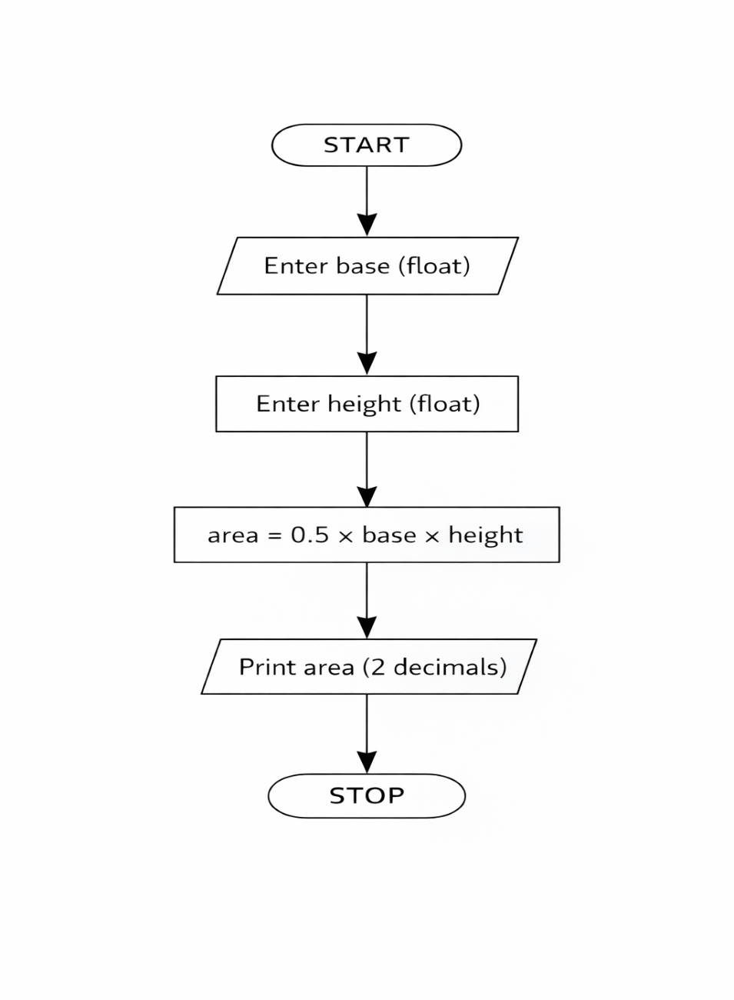 START
Enter base (float)
Enter height (float)
area = 0.5 × base × height
Print area (2 decimals)
STOP